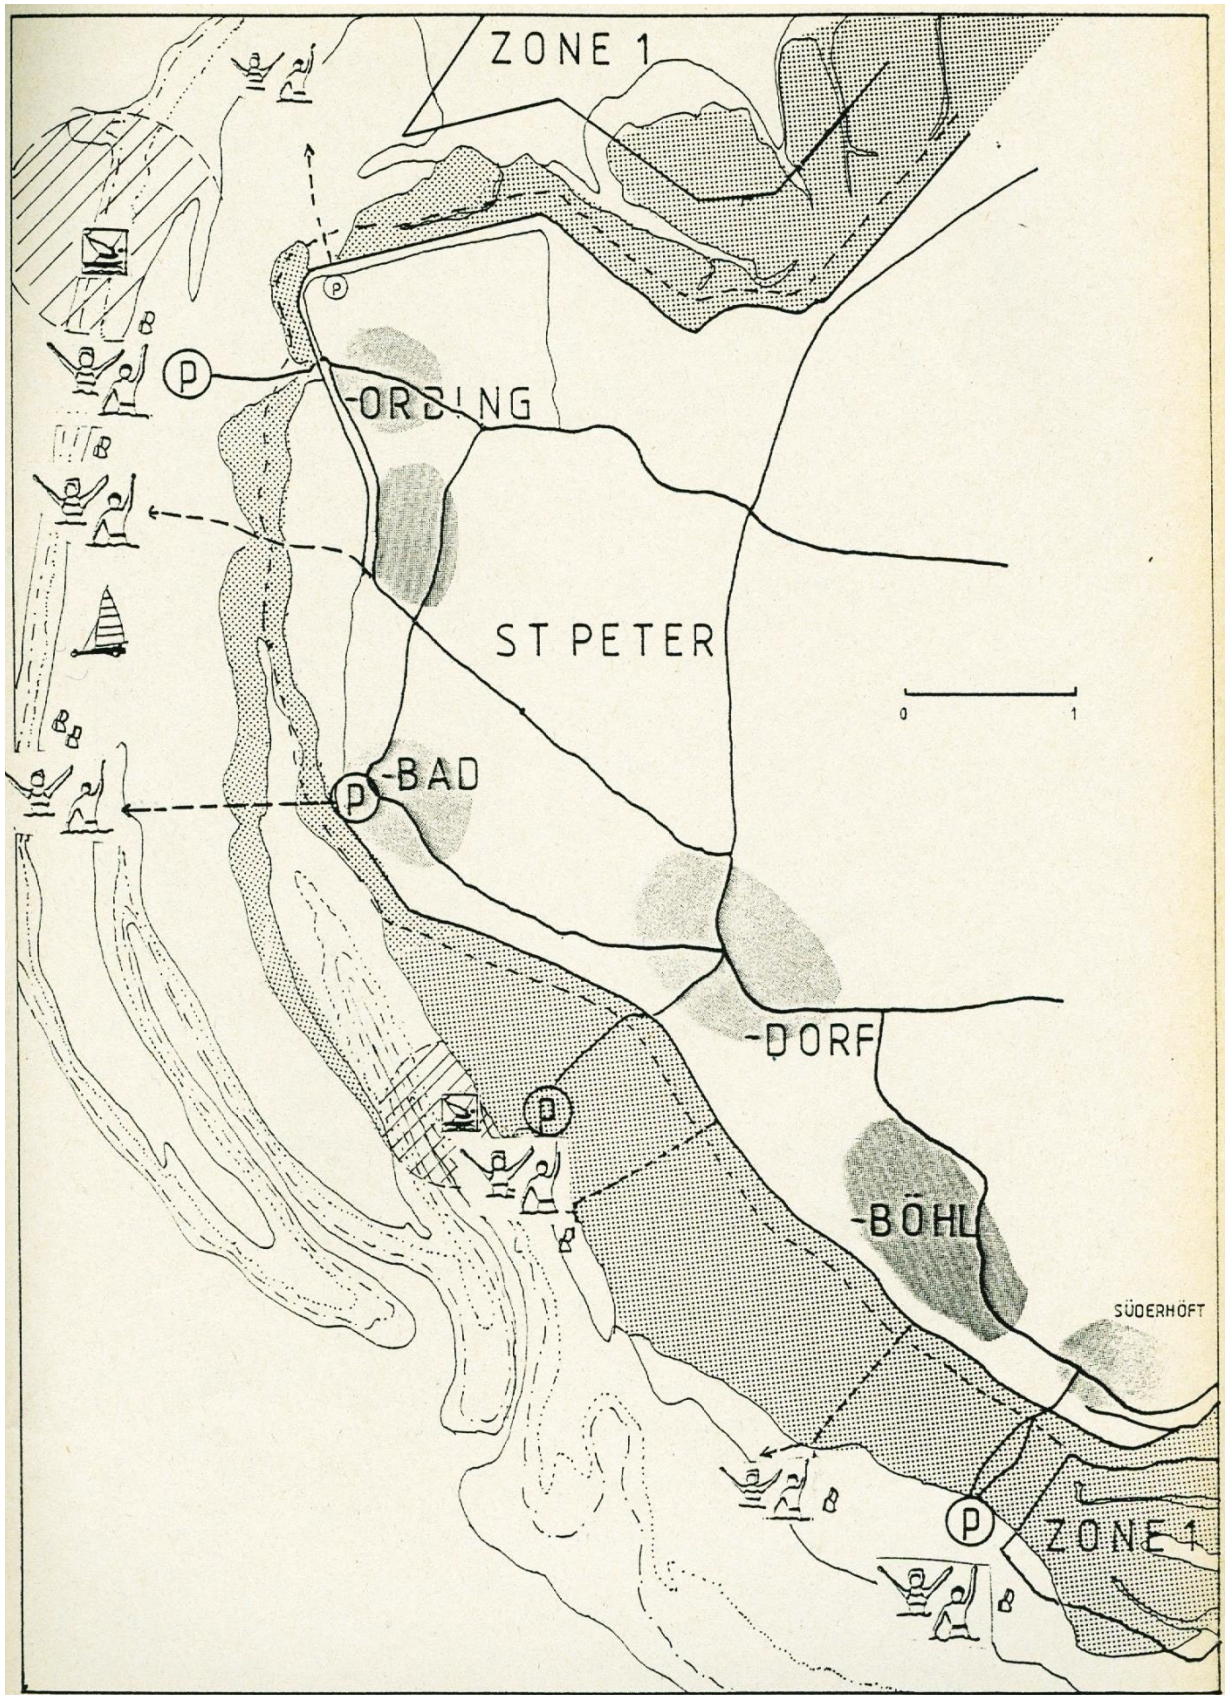 ZONE 1
P
P
-ORDING
ST PETER
0 1
-BAD
P
-DORF
P
-BÖHL
SÜDERHÖFT
P
ZONE 1